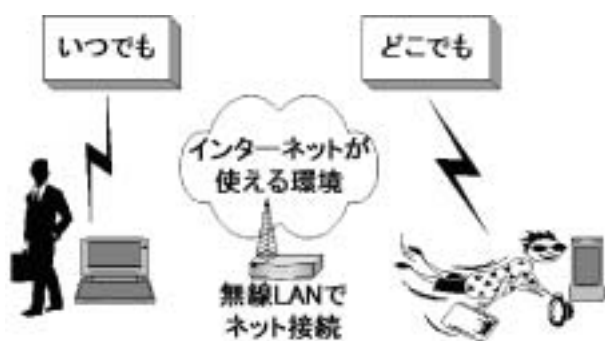 いつでも
どこでも
インターネットが
使える環境
無線LANで
ネット接続